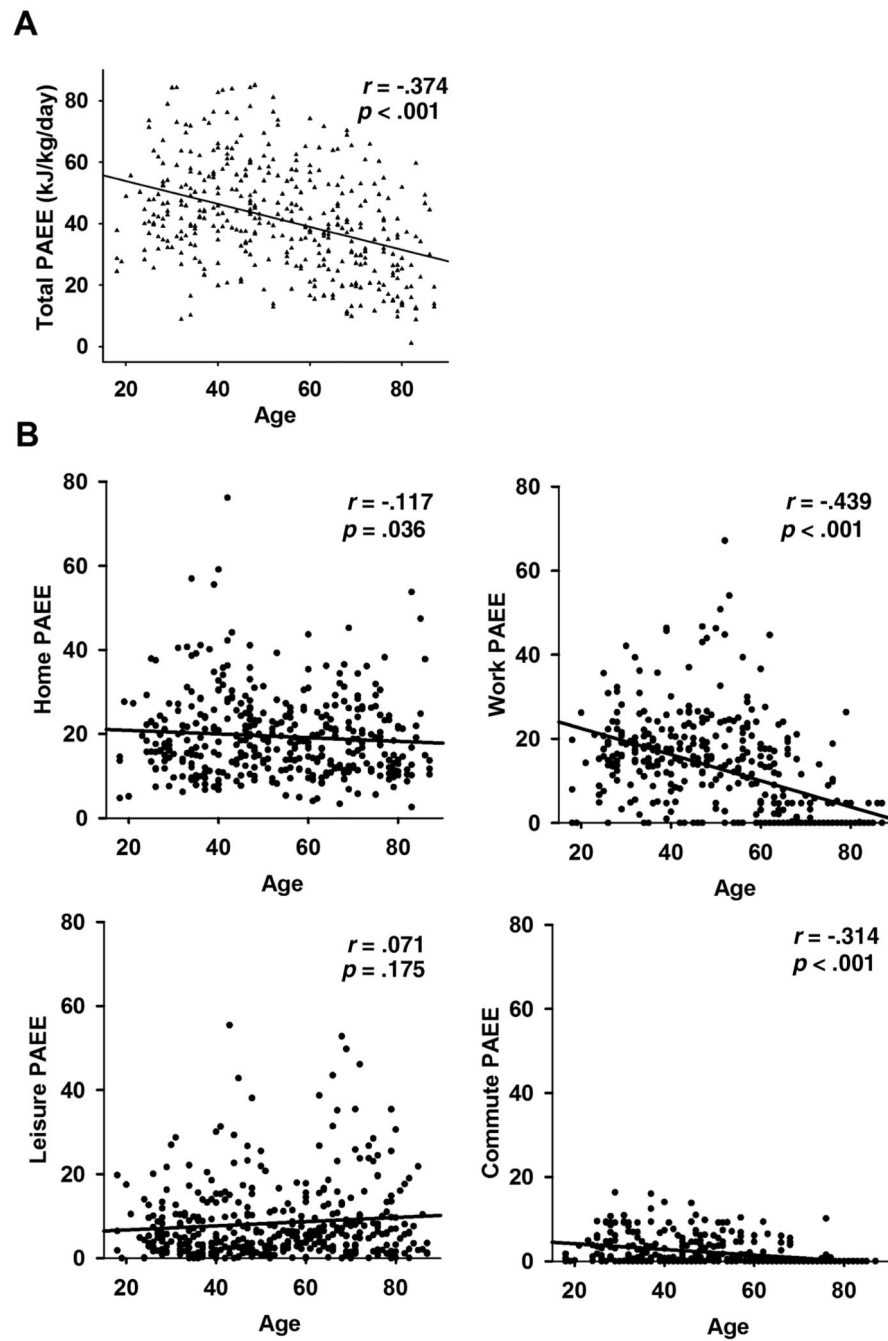 A
Total PAEE (kJ/kg/day)
r = -.374
p < .001
80
60
40
20
0
20 40 60 80
Age
B
Home PAEE
r = -.117
p = .036
80
60
40
20
0
20 40 60 80
Age
Work PAEE
r = -.439
p < .001
80
60
40
20
0
20 40 60 80
Age
Leisure PAEE
r = .071
p = .175
80
60
40
20
0
20 40 60 80
Age
Commute PAEE
r = -.314
p < .001
80
60
40
20
0
20 40 60 80
Age